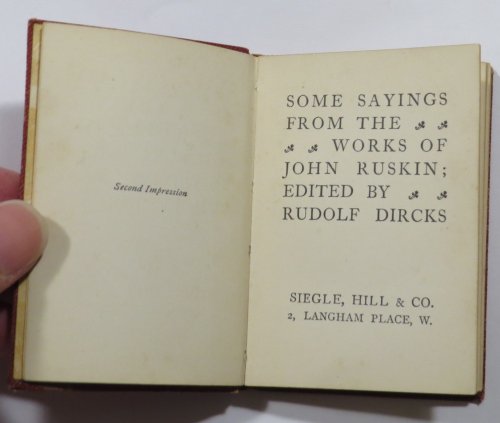 Second Impression
SOME SAYINGS
FROM THE
WORKS OF
JOHN RUSKIN;
EDITED BY
RUDOLF DIRCKS
SIEGLE, HILL & CO.
2, LANGHAM PLACE, W.